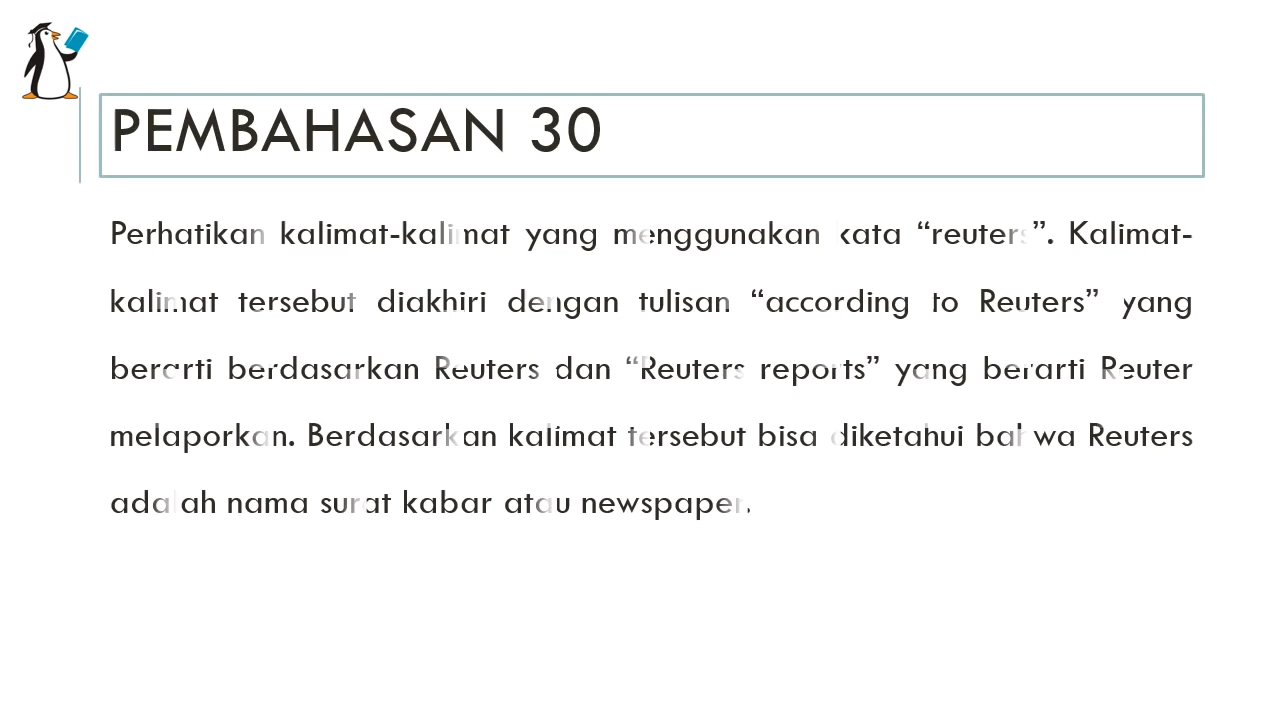 PEMBAHASAN 30
Perhatikan kalimat-kalimat yang menggunakan kata “reuters”. Kalimat-
kalimat tersebut diakhiri dengan tulisan “according to Reuters” yang
berarti berdasarkan Reuters dan “Reuters reports” yang berarti Reuter
melaporkan. Berdasarkan kalimat tersebut bisa diketahui bahwa Reuters
adalah nama surat kabar atau newspaper.